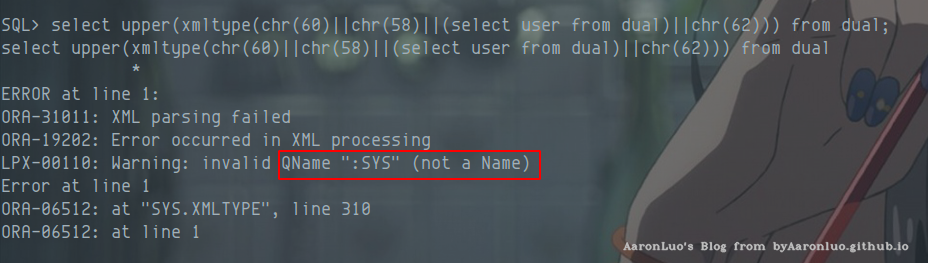 SQL> select upper(xmltype(chr(60)||chr(58)||(select user from dual)||chr(62))) from dual;
select upper(xmltype(chr(60)||chr(58)||(select user from dual)||chr(62))) from dual
*
ERROR at line 1:
ORA-31011: XML parsing failed
ORA-19202: Error occurred in XML processing
LPX-00110: Warning: invalid QName ":SYS" (not a Name)
Error at line 1
ORA-06512: at "SYS.XMLTYPE", line 310
ORA-06512: at line 1
AaronLuo's Blog from byAaronluo.github.io